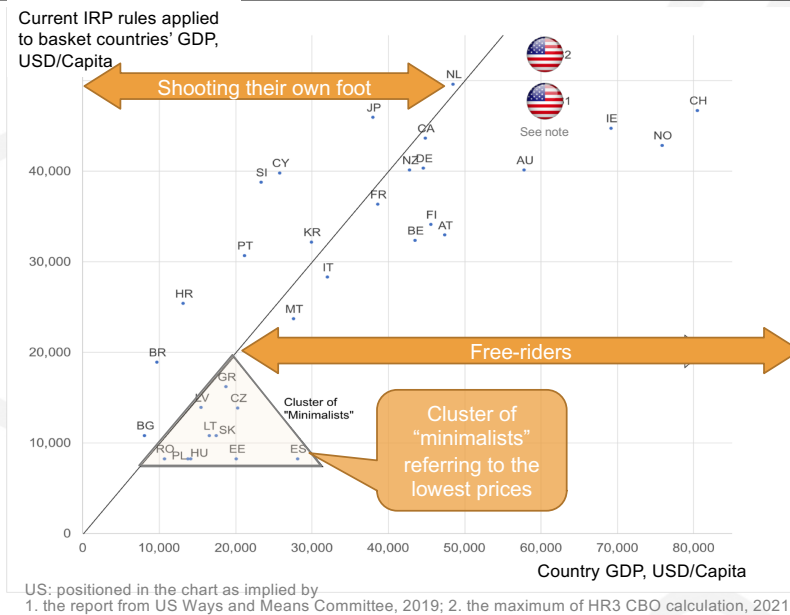 Current IRP rules applied
to basket countries' GDP,
USD/Capita
Shooting their own foot
NL
2
1
See note
CH
JP
IE
CA
NO
NZ
DE
AU
40,000
CY
SI
FR
FI
AT
BE
KR
PT
30,000
IT
HR
MT
20,000
BR
Free-riders
GR
LV
CZ
Cluster of
"Minimalists"
Cluster of
“minimalists”
referring to the
lowest prices
BG
LT
SK
10,000
RO
PL
HU
EE
ES
0
0
10,000
20,000
30,000
40,000
50,000
60,000
70,000
80,000
Country GDP, USD/Capita
US: positioned in the chart as implied by
1. the report from US Ways and Means Committee, 2019; 2. the maximum of HR3 CBO calculation, 2021